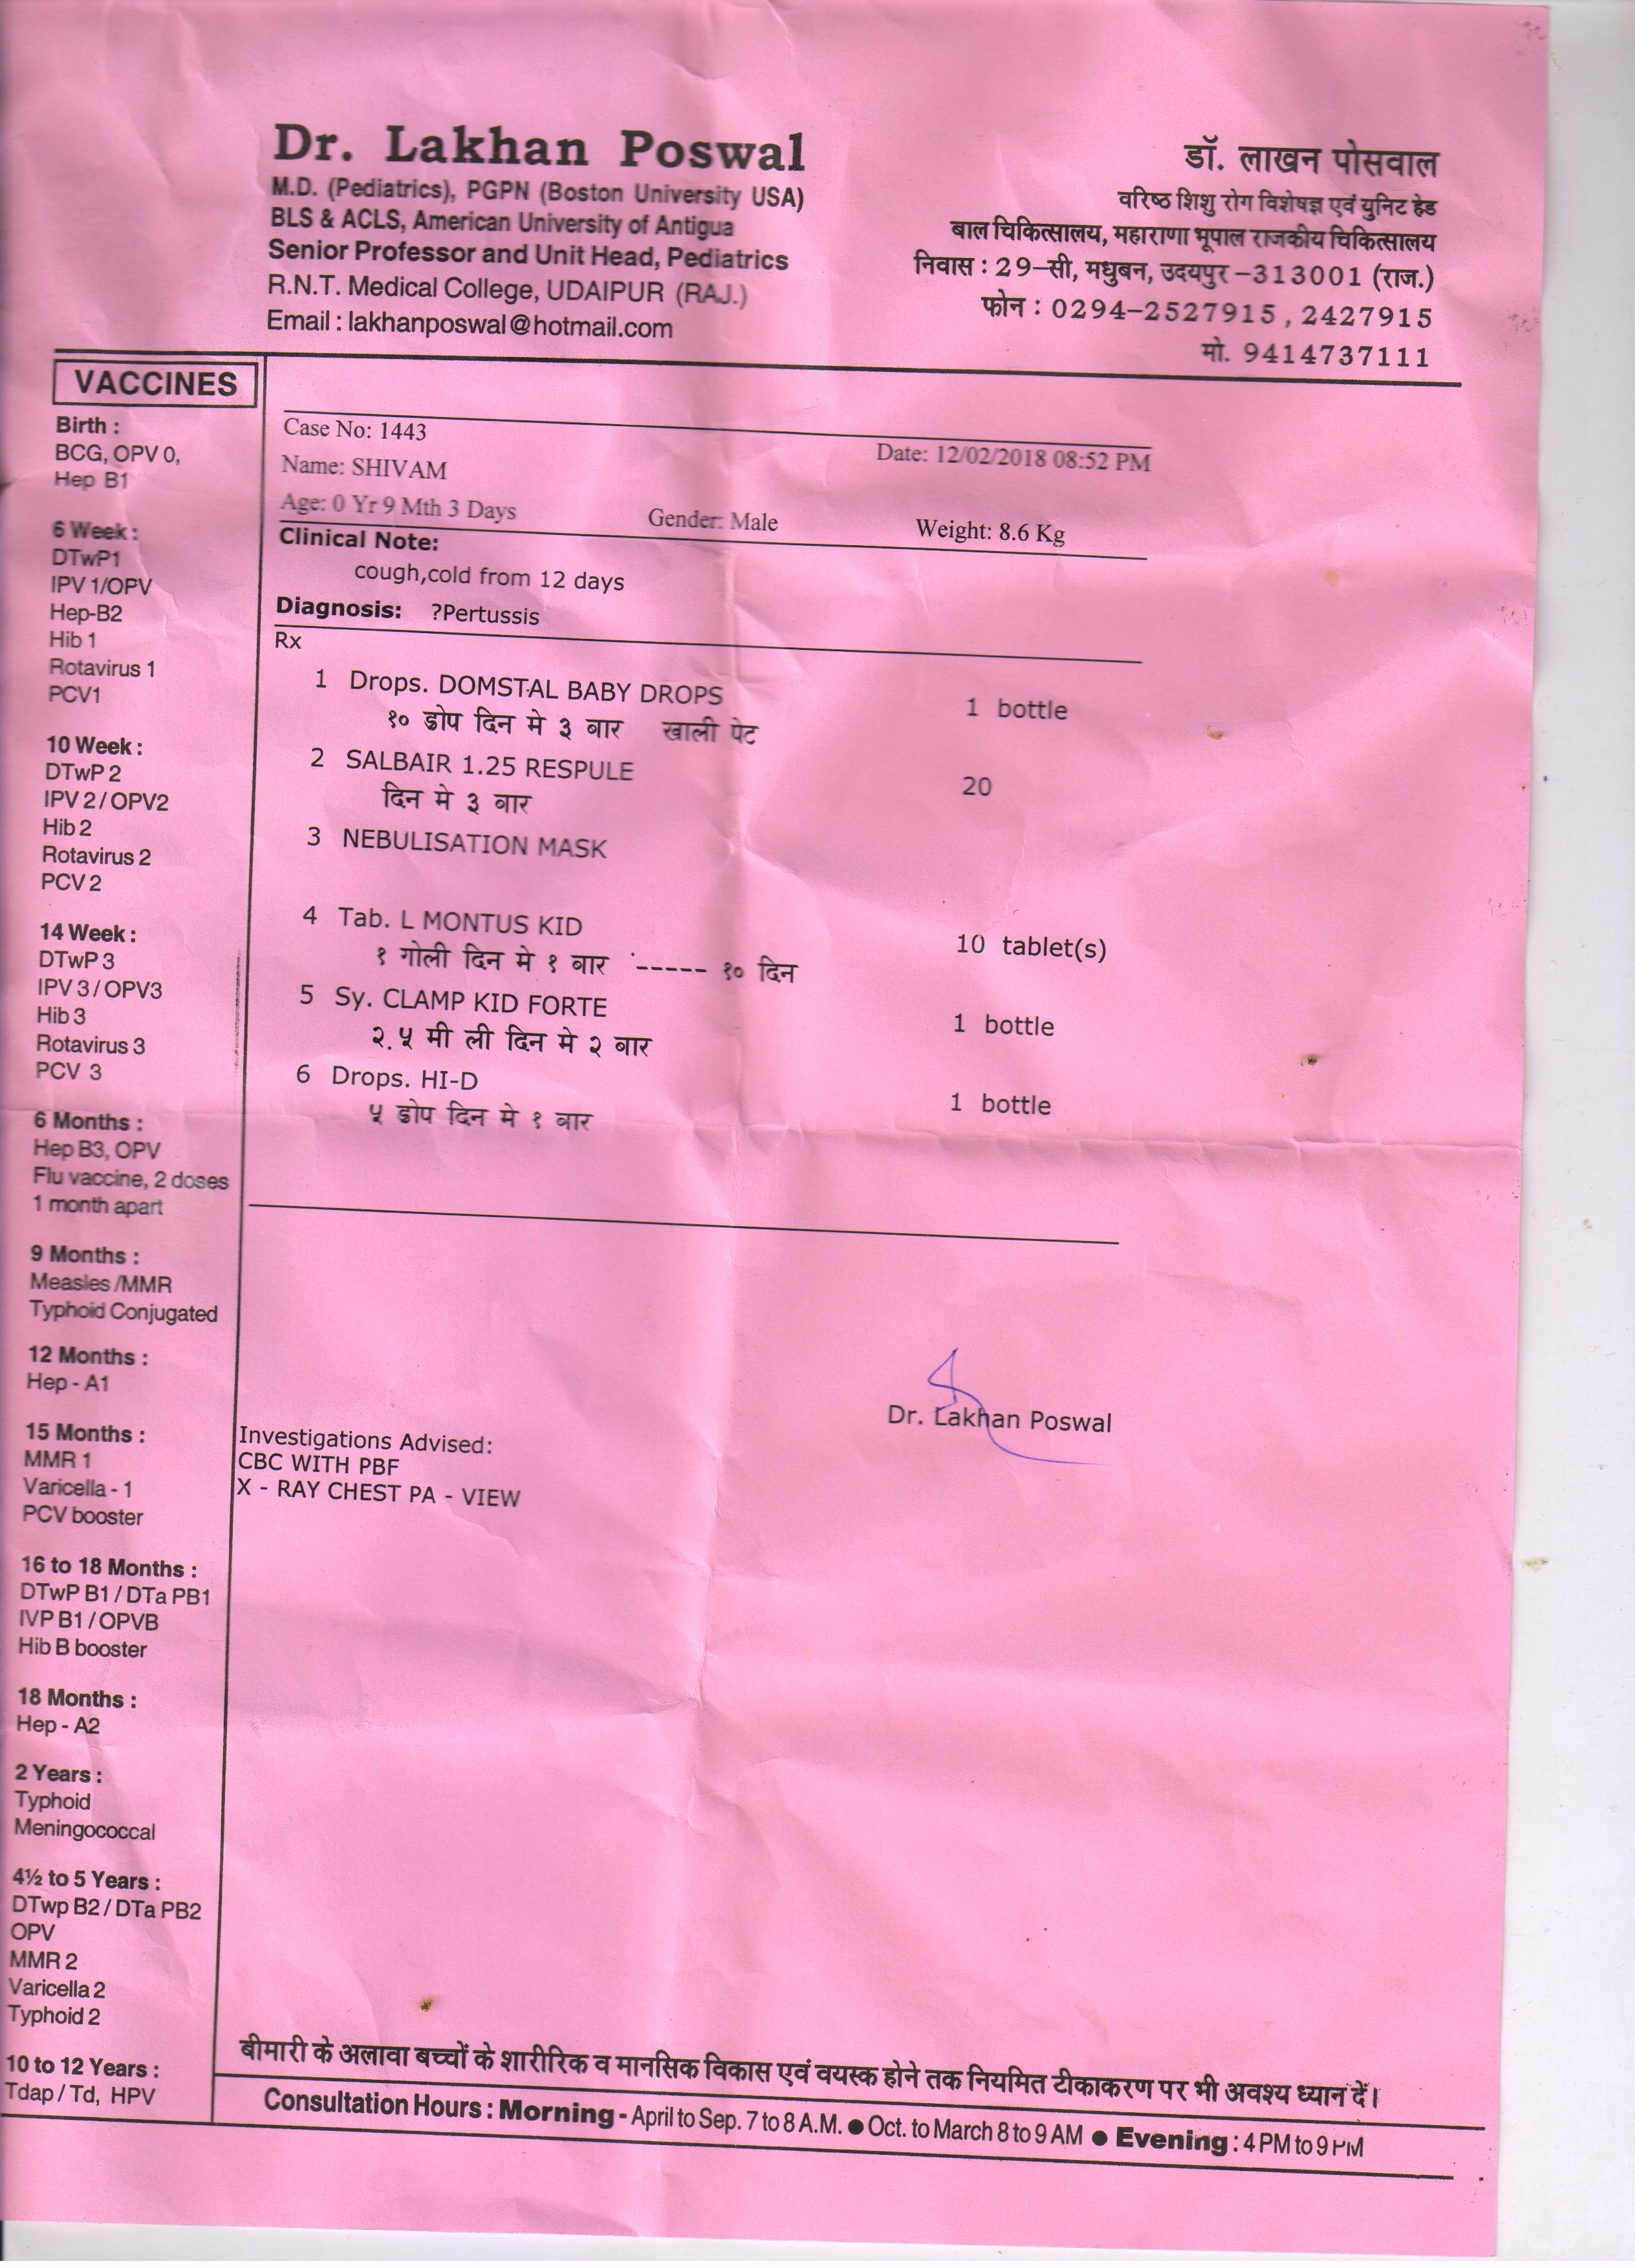 Dr. Lakhan Poswal
M.D. (Pediatrics), PGPN (Boston University USA)
BLS & ACLS, American University of Antigua
Senior Professor and Unit Head, Pediatrics
R.N.T. Medical College, UDAIPUR (RAJ.)
Email : lakhanposwal@hotmail.com
डॉ. लाखन पोसवाल
वरिष्ठ शिशु रोग विशेषज्ञ एवं युनिट हेड
बाल चिकित्सालय, महाराणा भूपाल राजकीय चिकित्सालय
निवास : 29-सी, मधुबन, उदयपुर-313001 (राज.)
फोन : 0294-2527915, 2427915
मो. 9414737111
VACCINES
Birth :
BCG, OPV 0,
Hep B1
6 Week :
DTwP1
IPV 1/OPV
Hep-B2
Hib 1
Rotavirus 1
PCV1
10 Week :
DTwP 2
IPV 2 / OPV2
Hib 2
Rotavirus 2
PCV 2
14 Week :
DTwP 3
IPV 3 / OPV3
Hib 3
Rotavirus 3
PCV 3
6 Months :
Hep B3, OPV
Flu vaccine, 2 doses
1 month apart
9 Months :
Measles /MMR
Typhoid Conjugated
12 Months :
Hep - A1
15 Months :
MMR 1
Varicella - 1
PCV booster
16 to 18 Months :
DTwP B1 / DTa PB1
IVP B1 / OPVB
Hib B booster
18 Months :
Hep - A2
2 Years :
Typhoid
Meningococcal
4½ to 5 Years :
DTwp B2 / DTa PB2
OPV
MMR 2
Varicella 2
Typhoid 2
10 to 12 Years :
Tdap / Td, HPV
Case No: 1443
Date: 12/02/2018 08:52 PM
Name: SHIVAM
Age: 0 Yr 9 Mth 3 Days Gender: Male Weight: 8.6 Kg
Clinical Note:
cough,cold from 12 days
Diagnosis: ?Pertussis
Rx
1 Drops. DOMSTAL BABY DROPS 1 bottle
१० ड्रोप दिन मे ३ बार खाली पेट
2 SALBAIR 1.25 RESPULE 20
दिन मे ३ बार
3 NEBULISATION MASK
4 Tab. L MONTUS KID 10 tablet(s)
१ गोली दिन मे १ बार ----- १० दिन
5 Sy. CLAMP KID FORTE 1 bottle
२.५ मी ली दिन मे २ बार
6 Drops. HI-D 1 bottle
५ ड्रोप दिन मे १ बार
Dr. Lakhan Poswal
Investigations Advised:
CBC WITH PBF
X - RAY CHEST PA - VIEW
बीमारी के अलावा बच्चों के शारीरिक व मानसिक विकास एवं वयस्क होने तक नियमित टीकाकरण पर भी अवश्य ध्यान दें।
Consultation Hours : Morning - April to Sep. 7 to 8 A.M. ● Oct. to March 8 to 9 AM ● Evening : 4 PM to 9 PM